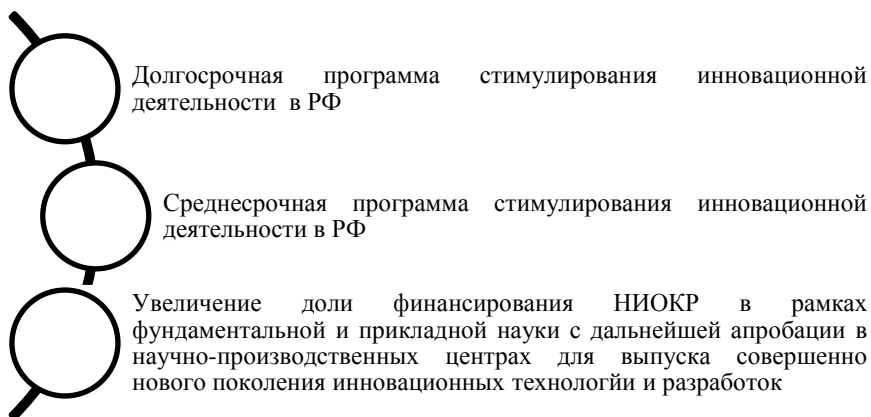 Долгосрочная программа стимулирования инновационной
деятельности в РФ
Среднесрочная программа стимулирования инновационной
деятельности в РФ
Увеличение доли финансирования НИОКР в рамках
фундаментальной и прикладной науки с дальнейшей апробации в
научно-производственных центрах для выпуска совершенно
нового поколения инновационных технологйи и разработок